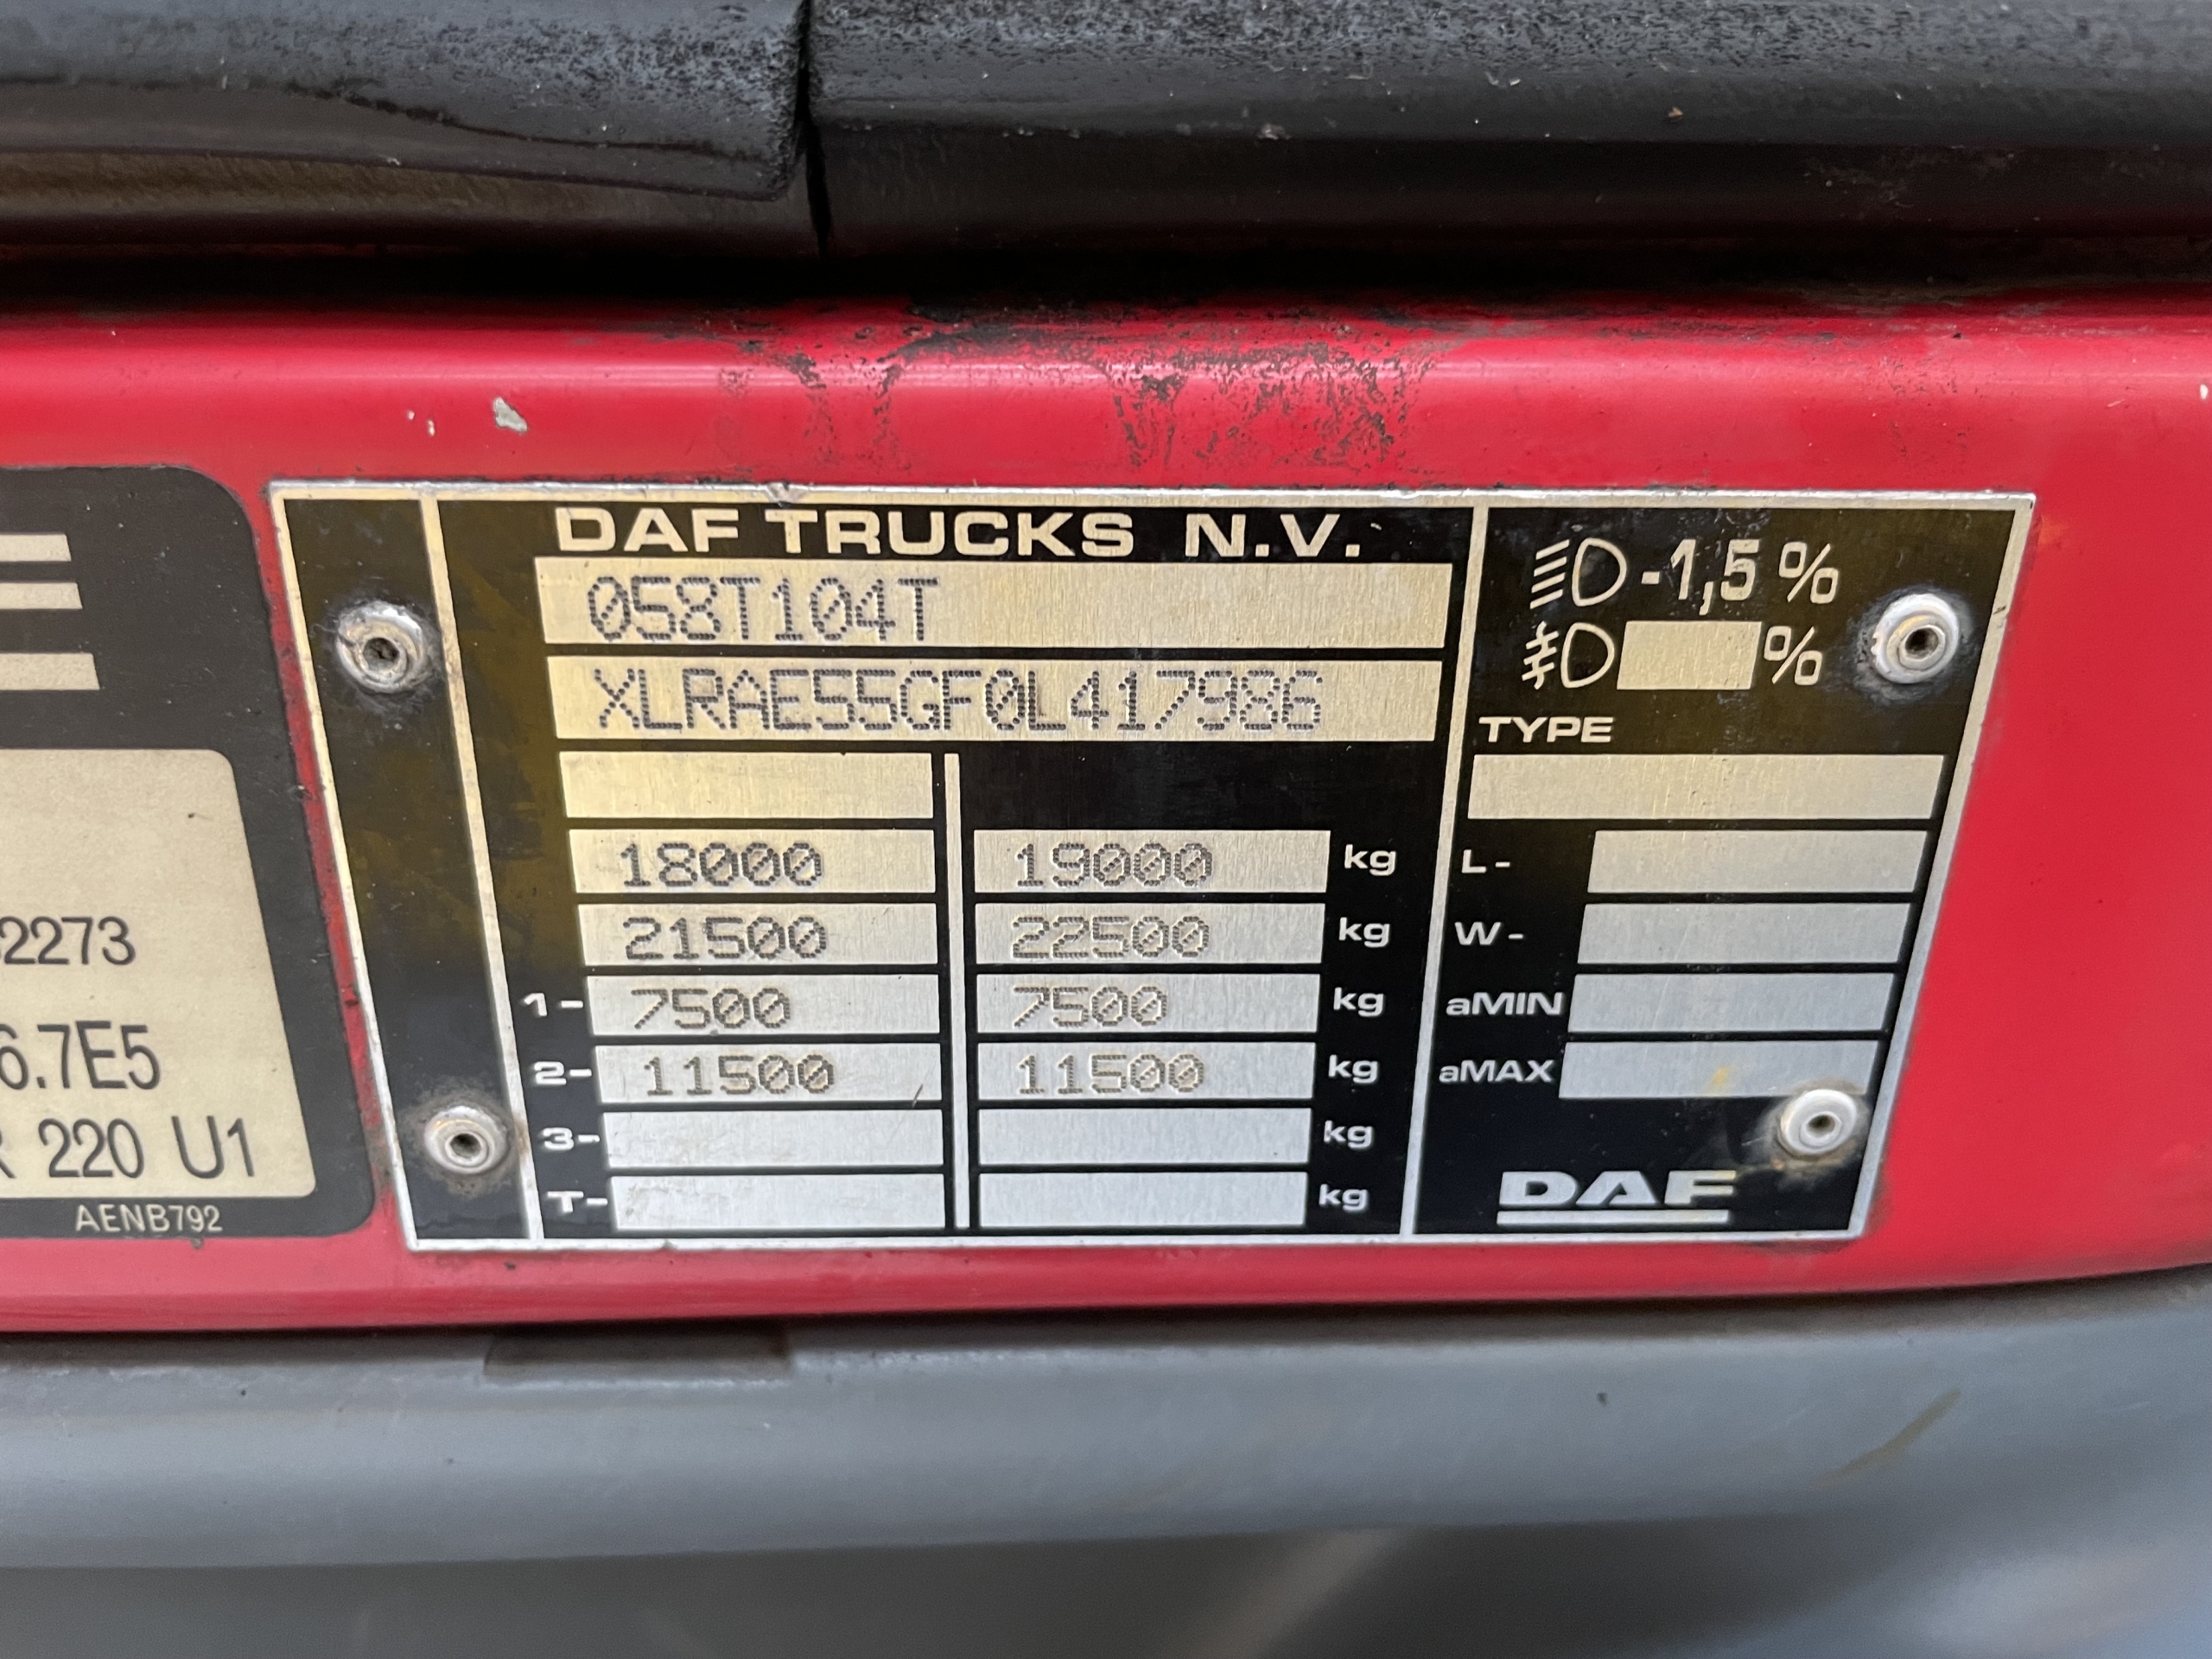 DAF TRUCKS N.V.
058T104T
XLRAE55GF0L417986
18000 19000 kg
21500 22500 kg
1- 7500 7500 kg
2- 11500 11500 kg
3- kg
T- kg
-1,5 %
%
TYPE
L-
W-
aMIN
aMAX
DAF
2273
6.7E5
R 220 U1
AENB792